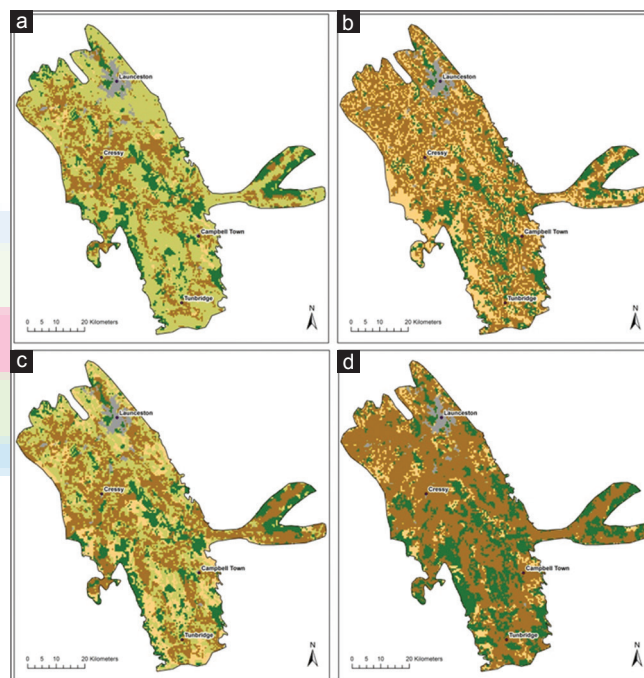 a
Launceston
Cressy
Campbell Town
Tunbridge
0 5 10 20 Kilometers
N
b
Launceston
Cressy
Campbell Town
Tunbridge
0 5 10 20 Kilometers
N
c
Launceston
Cressy
Campbell Town
Tunbridge
0 5 10 20 Kilometers
N
d
Launceston
Cressy
Campbell Town
Tunbridge
0 5 10 20 Kilometers
N